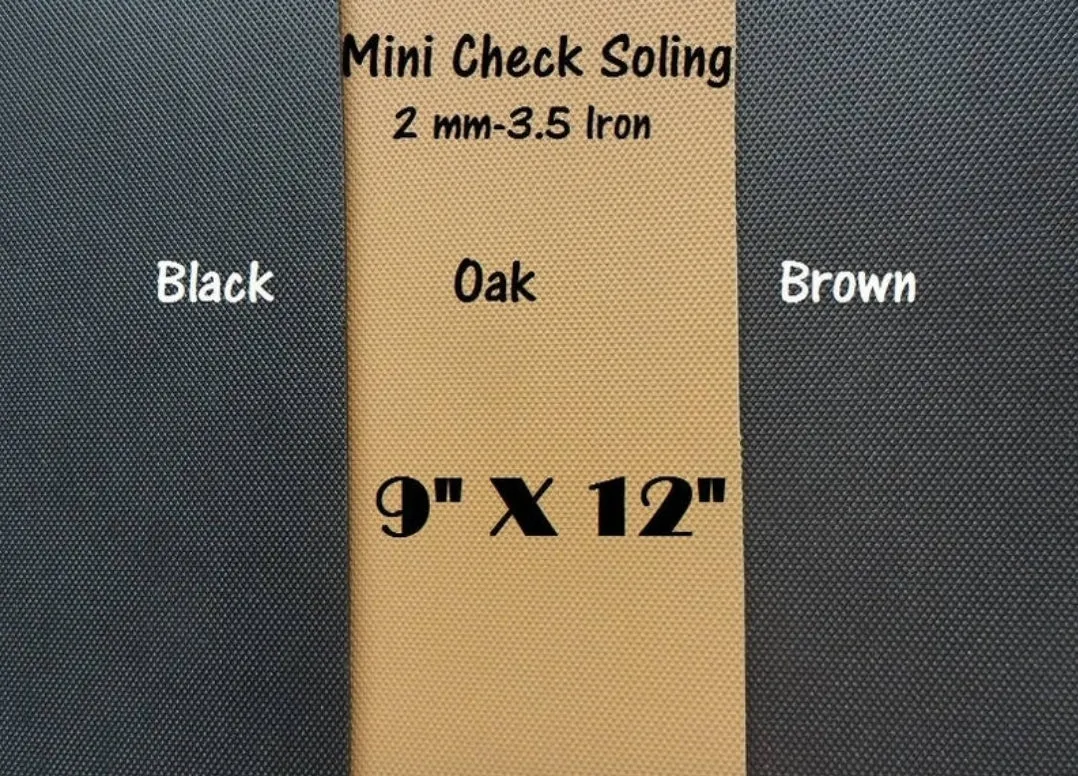 Mini Check Soling
2 mm-3.5 Iron
Black
Oak
Brown
9" X 12"